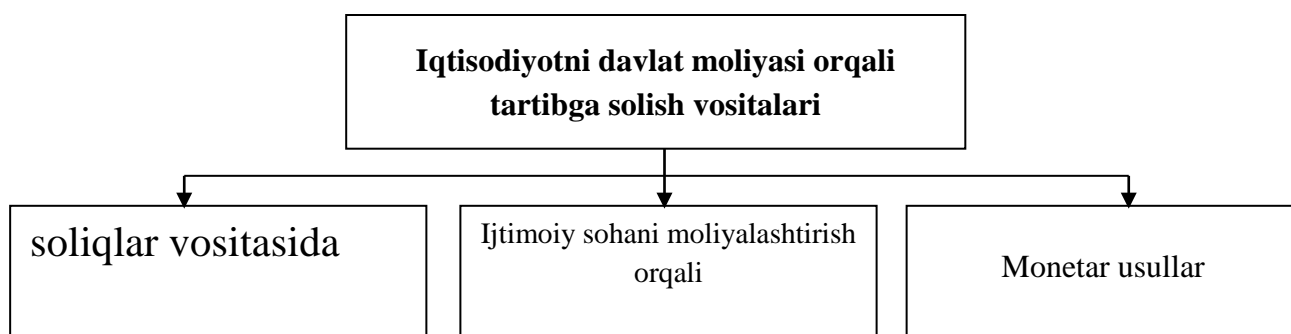 Iqtisodiyotni davlat moliyasi orqali
tartibga solish vositalari
soliqlar vositasida
Ijtimoiy sohani moliyalashtirish
orqali
Monetar usullar